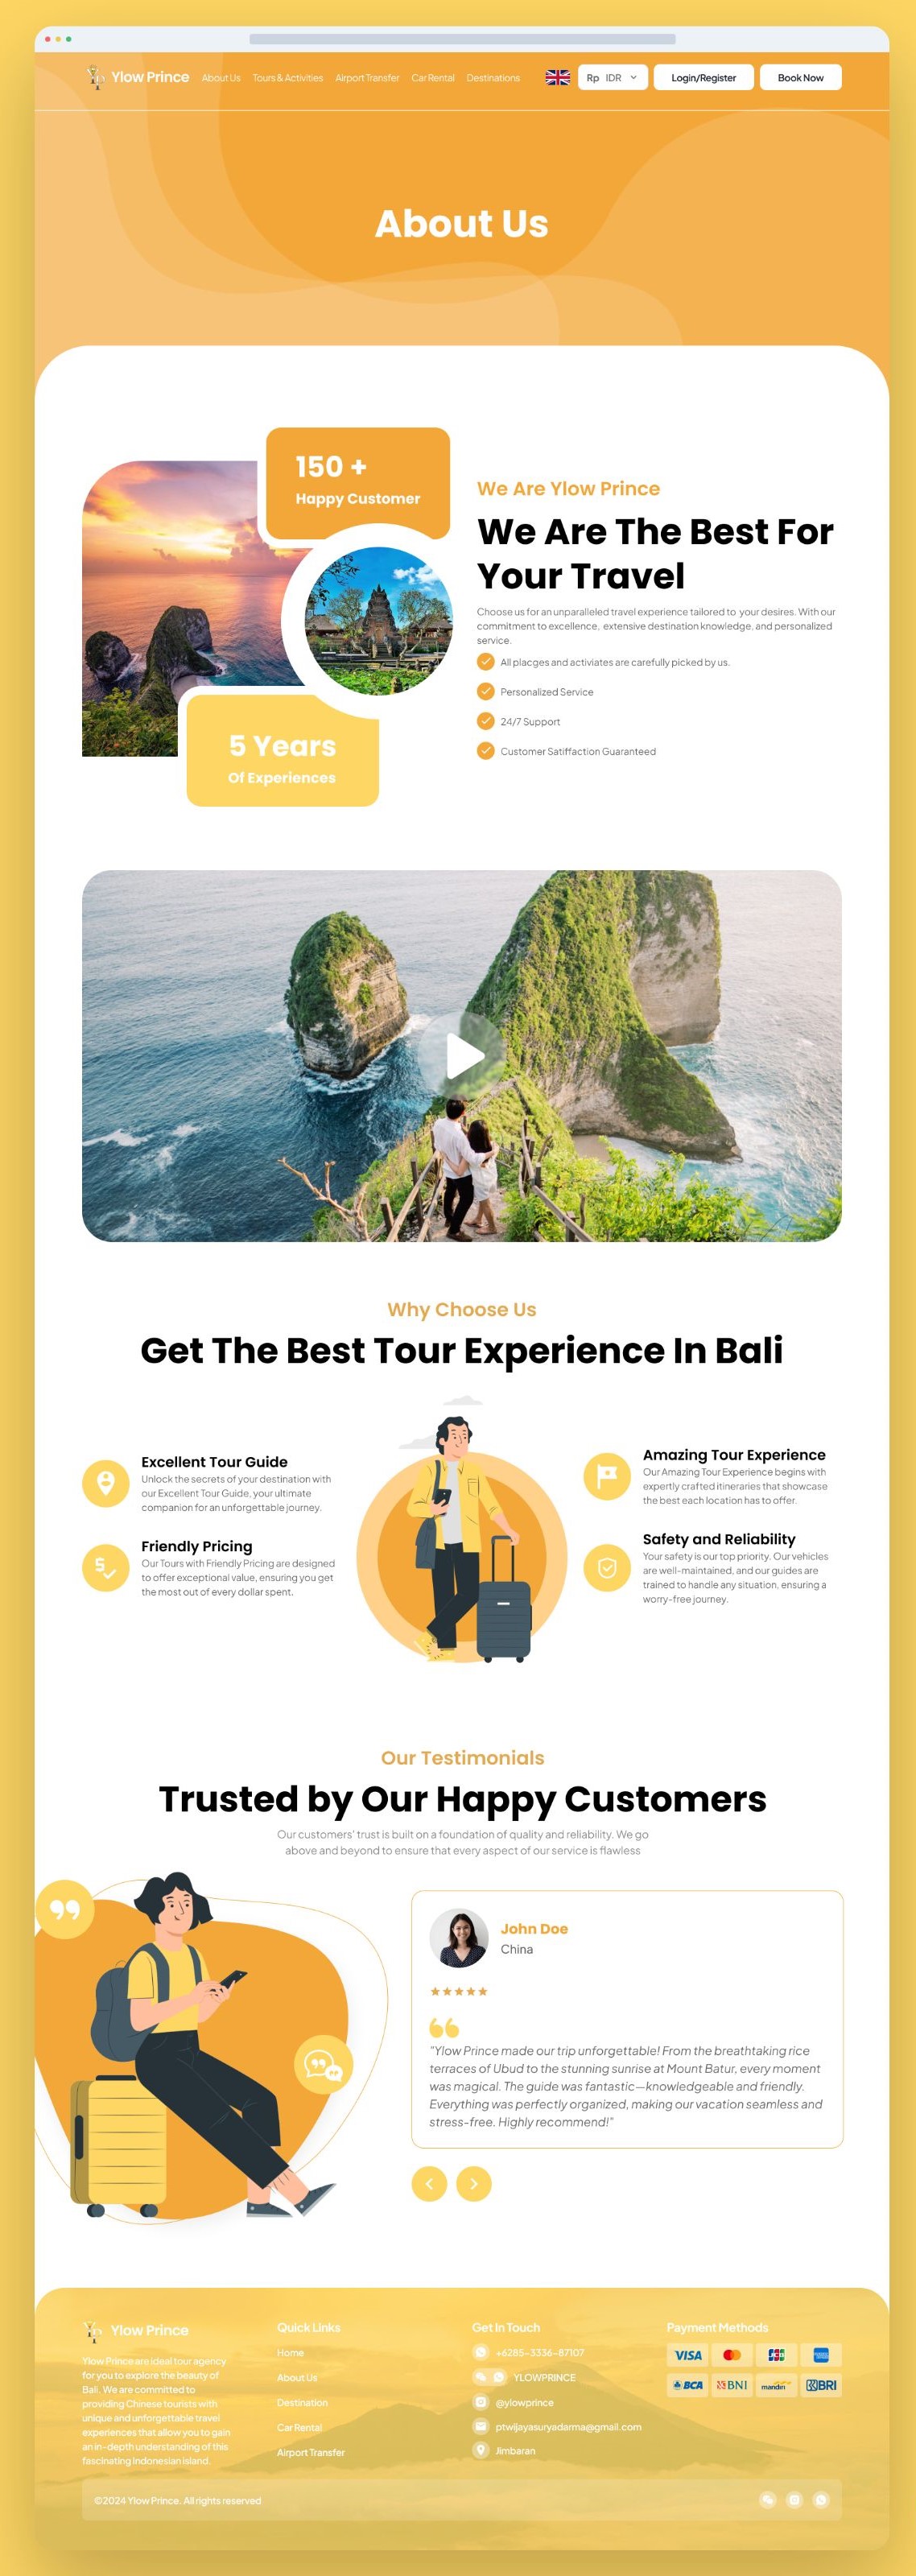 Ylow Prince
About Us
Tours & Activities
Airport Transfer
Car Rental
Destinations
Rp IDR
Login/Register
Book Now
About Us
150 +
Happy Customer
5 Years
Of Experiences
We Are Ylow Prince
We Are The Best For
Your Travel
Choose us for an unparalleled travel experience tailored to your desires. With our
commitment to excellence, extensive destination knowledge, and personalized
service.
All placges and activiates are carefully picked by us.
Personalized Service
24/7 Support
Customer Satiffaction Guaranteed
Why Choose Us
Get The Best Tour Experience In Bali
Excellent Tour Guide
Unlock the secrets of your destination with
our Excellent Tour Guide, your ultimate
companion for an unforgettable journey.
Friendly Pricing
Our Tours with Friendly Pricing are designed
to offer exceptional value, ensuring you get
the most out of every dollar spent.
Amazing Tour Experience
Our Amazing Tour Experience begins with
expertly crafted itineraries that showcase
the best each location has to offer.
Safety and Reliability
Your safety is our top priority. Our vehicles
are well-maintained, and our guides are
trained to handle any situation, ensuring a
worry-free journey.
Our Testimonials
Trusted by Our Happy Customers
Our customers' trust is built on a foundation of quality and reliability. We go
above and beyond to ensure that every aspect of our service is flawless
John Doe
China
"Ylow Prince made our trip unforgettable! From the breathtaking rice
terraces of Ubud to the stunning sunrise at Mount Batur, every moment
was magical. The guide was fantastic—knowledgeable and friendly.
Everything was perfectly organized, making our vacation seamless and
stress-free. Highly recommend!"
Ylow Prince
Ylow Prince are ideal tour agency
for you to explore the beauty of
Bali. We are committed to
providing Chinese tourists with
unique and unforgettable travel
experiences that allow you to gain
an in-depth understanding of this
fascinating Indonesian island.
Quick Links
Home
About Us
Destination
Car Rental
Airport Transfer
Get In Touch
+6285-3336-87107
YLOWPRINCE
@ylowprince
ptwijayasuryadarma@gmail.com
Jimbaran
Payment Methods
VISA
JCB
BCA
BNI
mandiri
BRI
©2024 Ylow Prince. All rights reserved